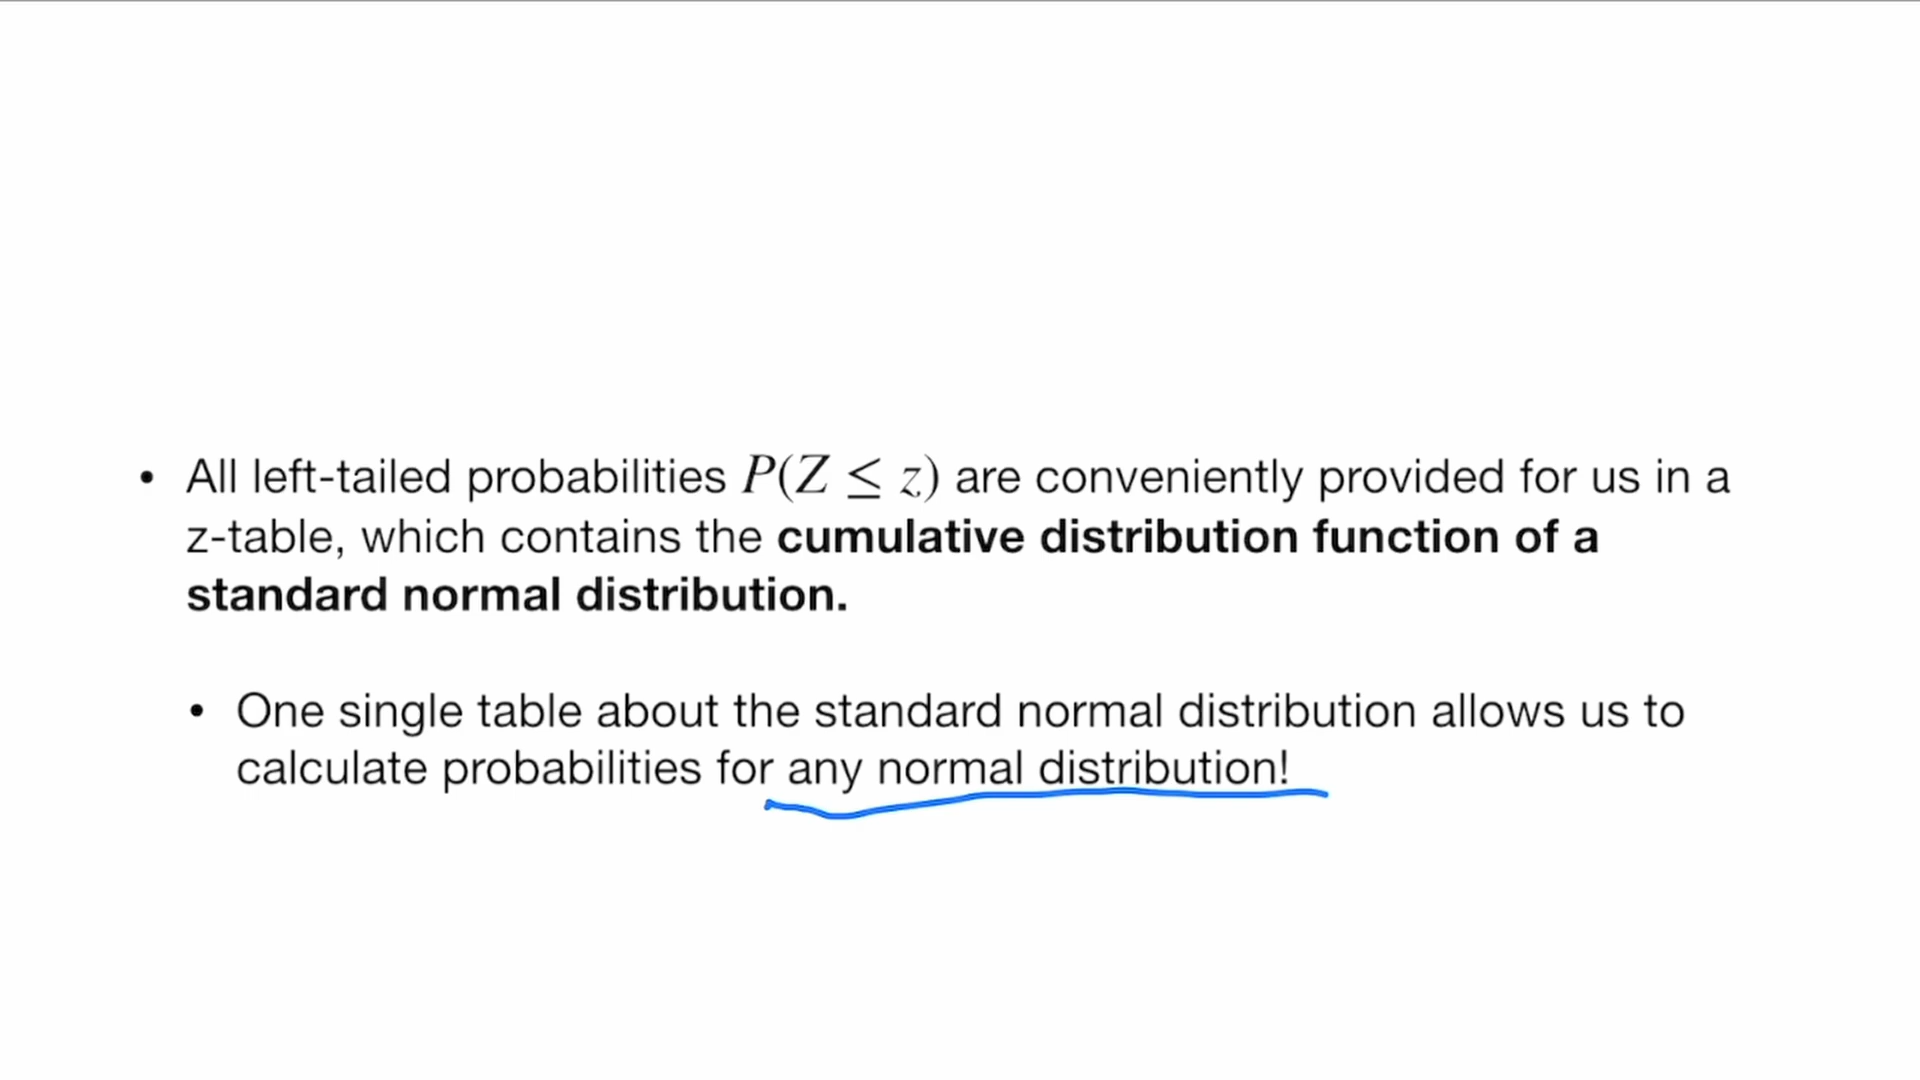 • All left-tailed probabilities P(Z ≤ z) are conveniently provided for us in a
z-table, which contains the cumulative distribution function of a
standard normal distribution.
• One single table about the standard normal distribution allows us to
calculate probabilities for any normal distribution!